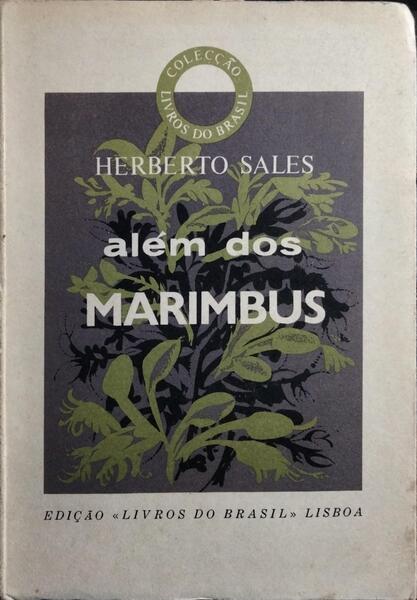 COLECÇÃO
LIVROS DO BRASIL
HERBERTO SALES
além dos
MARIMBUS
EDIÇÃO «LIVROS DO BRASIL» LISBOA